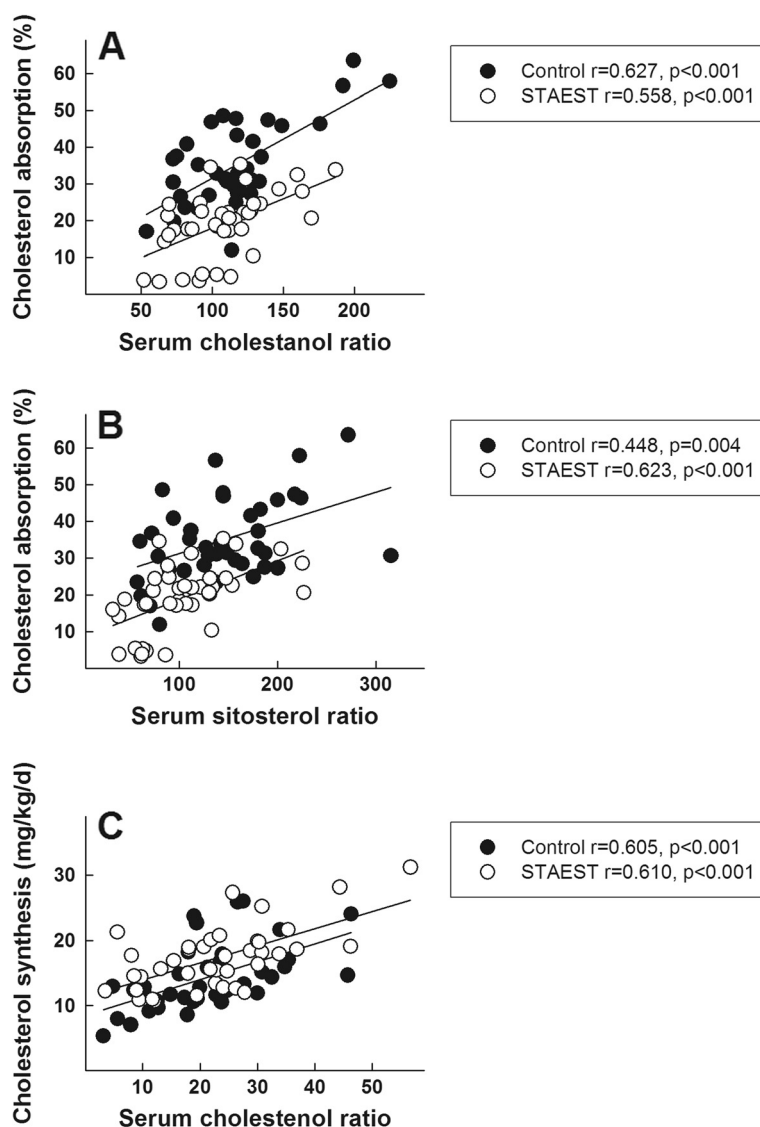 A
Cholesterol absorption (%)
60
50
40
30
20
10
50 100 150 200
Serum cholestanol ratio
Control r=0.627, p<0.001
STAEST r=0.558, p<0.001
B
Cholesterol absorption (%)
60
50
40
30
20
10
100 200 300
Serum sitosterol ratio
Control r=0.448, p=0.004
STAEST r=0.623, p<0.001
C
Cholesterol synthesis (mg/kg/d)
30
20
10
10 20 30 40 50
Serum cholestenol ratio
Control r=0.605, p<0.001
STAEST r=0.610, p<0.001